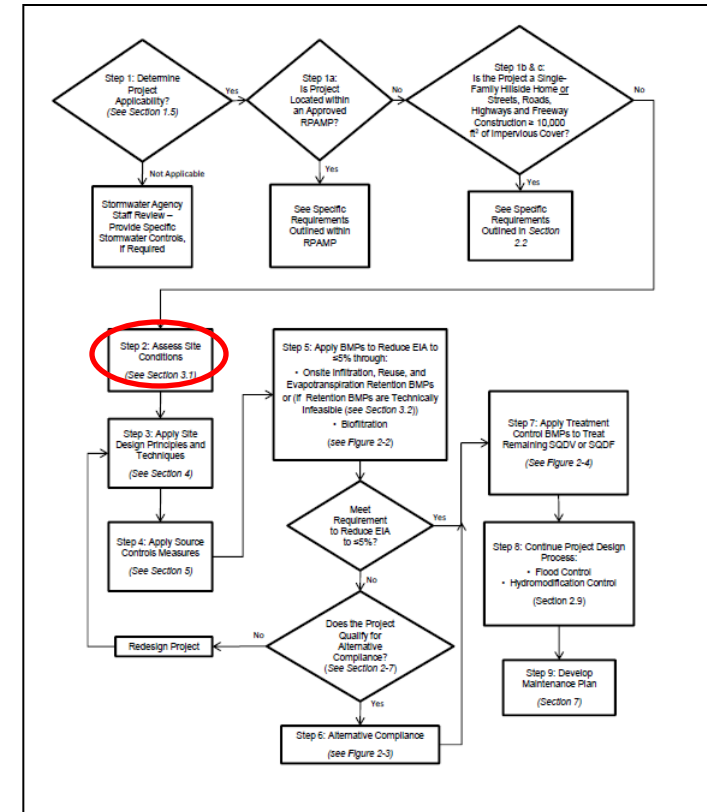 Step 1: Determine
Project
Applicability?
(See Section 1.5)
Yes
Step 1a:
Is Project
Located within
an Approved
RPAMP?
No
Step 1b & c:
Is the Project a Single-
Family Hillside Home or
Streets, Roads,
Highways and Freeway
Construction ≥ 10,000
ft² of Impervious Cover?
No
Not Applicable
Yes
Yes
Stormwater Agency
Staff Review –
Provide Specific
Stormwater Controls,
If Required
See Specific
Requirements
Outlined within
RPAMP
See Specific
Requirements
Outlined in Section
2.2
Step 2: Assess Site
Conditions
(See Section 3.1)
Step 3: Apply Site
Design Principles and
Techniques
(See Section 4)
Step 4: Apply Source
Controls Measures
(See Section 5)
Step 5: Apply BMPs to Reduce EIA to
≤5% through:
• Onsite Infiltration, Reuse, and
Evapotranspiration Retention BMPs
or (if Retention BMPs are Technically
Infeasible (see Section 3.2))
• Biofiltration
(see Figure 2-2)
Meet
Requirement
to Reduce EIA
to ≤5%?
Yes
No
Does the Project
Qualify for
Alternative
Compliance?
(See Section 2-7)
No
Redesign Project
Yes
Step 6: Alternative Compliance
(see Figure 2-3)
Step 7: Apply Treatment
Control BMPs to Treat
Remaining SQDV or SQDF
(See Figure 2-4)
Step 8: Continue Project Design
Process:
• Flood Control
• Hydromodification Control
(Section 2.9)
Step 9: Develop
Maintenance Plan
(Section 7)